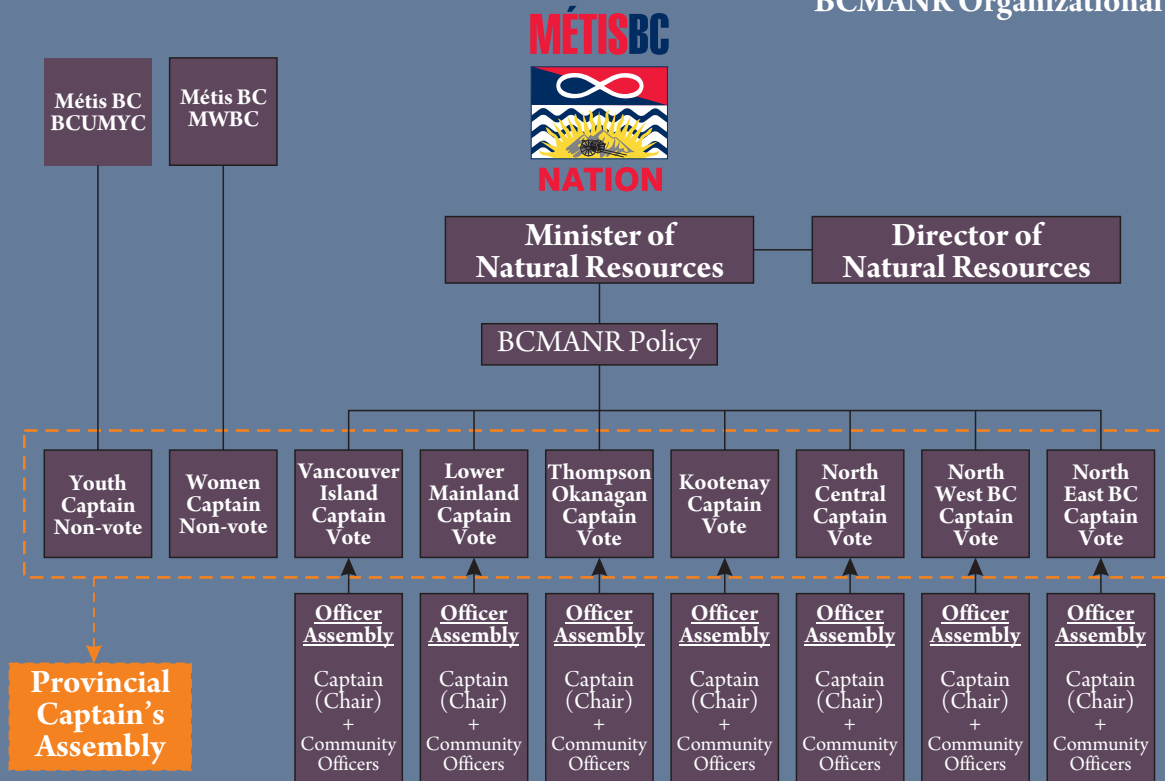 BCMANR Organizational
MÉTISBC
NATION
Métis BC
BCUMYC
Métis BC
MWBC
Minister of
Natural Resources
Director of
Natural Resources
BCMANR Policy
Youth
Captain
Non-vote
Women
Captain
Non-vote
Vancouver
Island
Captain
Vote
Lower
Mainland
Captain
Vote
Thompson
Okanagan
Captain
Vote
Kootenay
Captain
Vote
North
Central
Captain
Vote
North
West BC
Captain
Vote
North
East BC
Captain
Vote
Provincial
Captain’s
Assembly
Officer
Assembly
Captain
(Chair)
+
Community
Officers
Officer
Assembly
Captain
(Chair)
+
Community
Officers
Officer
Assembly
Captain
(Chair)
+
Community
Officers
Officer
Assembly
Captain
(Chair)
+
Community
Officers
Officer
Assembly
Captain
(Chair)
+
Community
Officers
Officer
Assembly
Captain
(Chair)
+
Community
Officers
Officer
Assembly
Captain
(Chair)
+
Community
Officers